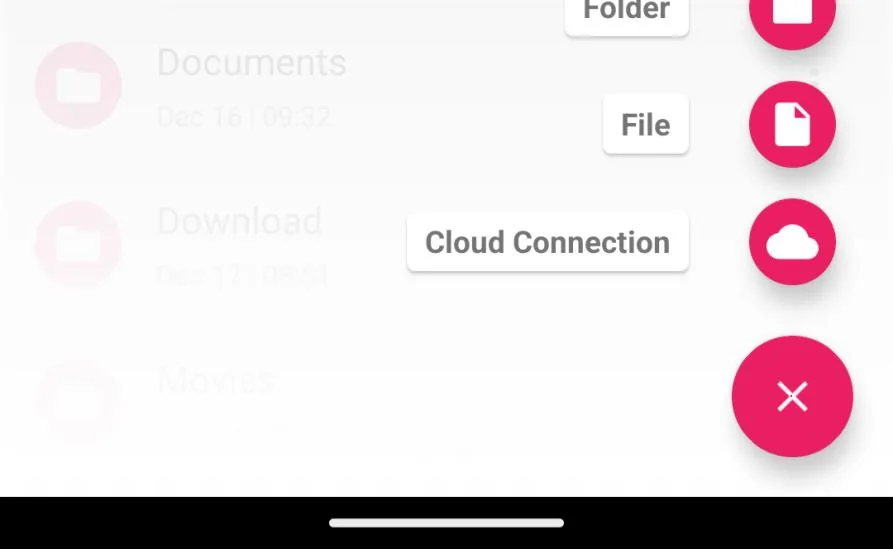 Folder
Documents
Dec 16 | 09:32
File
Download
Cloud Connection
Movies